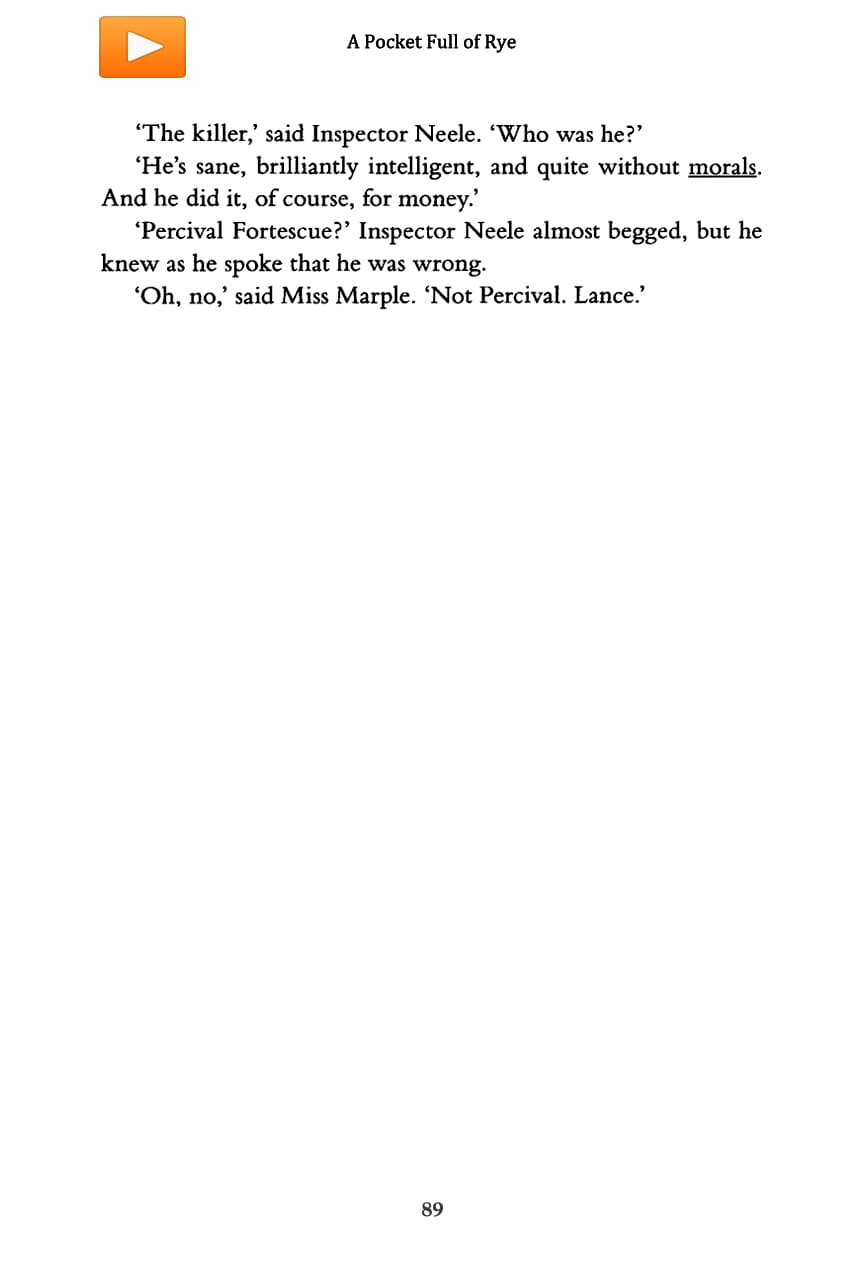 A Pocket Full of Rye
‘The killer,’ said Inspector Neele. ‘Who was he?’
‘He’s sane, brilliantly intelligent, and quite without morals.
And he did it, of course, for money.’
‘Percival Fortescue?’ Inspector Neele almost begged, but he
knew as he spoke that he was wrong.
‘Oh, no,’ said Miss Marple. ‘Not Percival. Lance.’
89